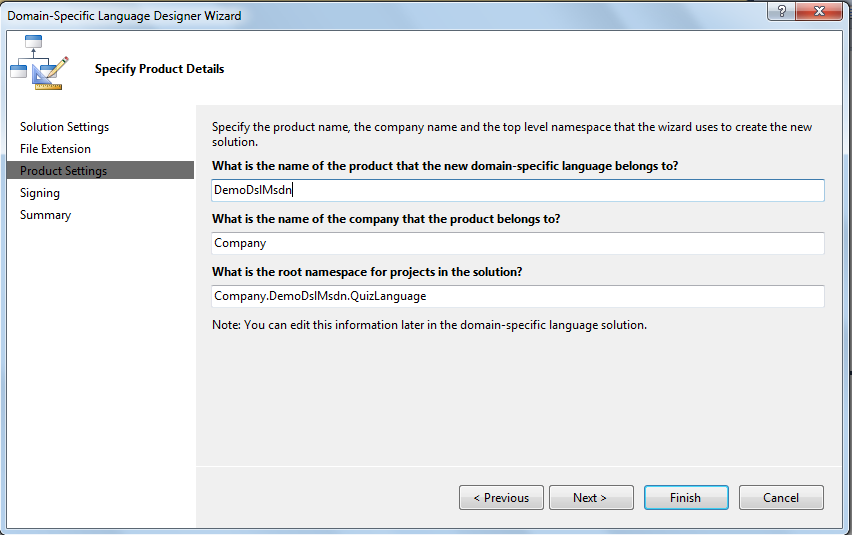 Domain-Specific Language Designer Wizard
?
Specify Product Details
Solution Settings
File Extension
Product Settings
Signing
Summary
Specify the product name, the company name and the top level namespace that the wizard uses to create the new
solution.
What is the name of the product that the new domain-specific language belongs to?
DemoDslMsdn
What is the name of the company that the product belongs to?
Company
What is the root namespace for projects in the solution?
Company.DemoDslMsdn.QuizLanguage
Note: You can edit this information later in the domain-specific language solution.
< Previous
Next >
Finish
Cancel